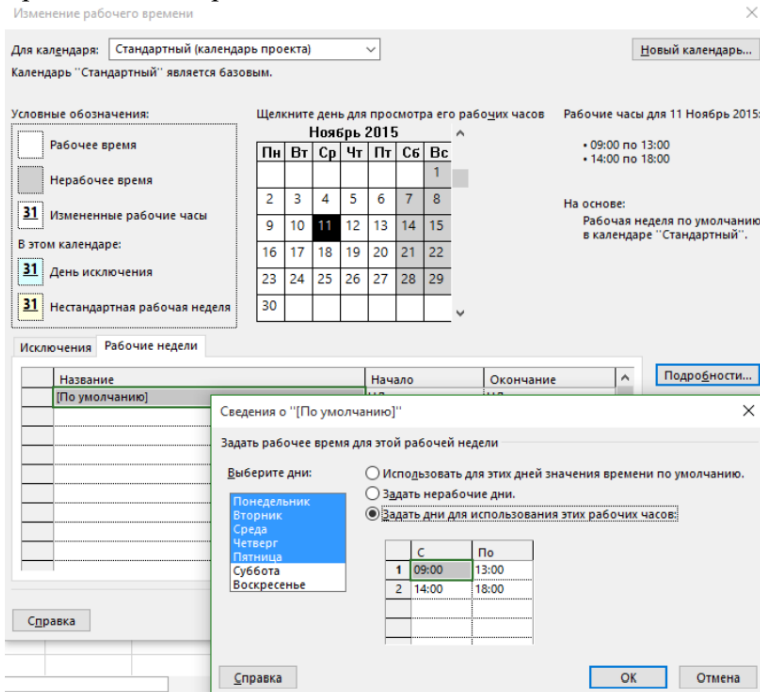 Изменение рабочего времени
Для календаря: Стандартный (календарь проекта) Новый календарь...
Календарь "Стандартный" является базовым.
Условные обозначения:
Рабочее время
Нерабочее время
31 Измененные рабочие часы
В этом календаре:
31 День исключения
31 Нестандартная рабочая неделя
Щелкните день для просмотра его рабочих часов
Ноябрь 2015
Пн Вт Ср Чт Пт Сб Вс
1
2 3 4 5 6 7 8
9 10 11 12 13 14 15
16 17 18 19 20 21 22
23 24 25 26 27 28 29
30
Рабочие часы для 11 Ноябрь 2015:
• 09:00 по 13:00
• 14:00 по 18:00
На основе:
Рабочая неделя по умолчанию
в календаре "Стандартный".
Исключения Рабочие недели
Название Начало Окончание
[По умолчанию]
Подробности...
Справка
Сведения о "[По умолчанию]"
Задать рабочее время для этой рабочей недели
Выберите дни:
Понедельник
Вторник
Среда
Четверг
Пятница
Суббота
Воскресенье
Использовать для этих дней значения времени по умолчанию.
Задать нерабочие дни.
Задать дни для использования этих рабочих часов:
С По
1 09:00 13:00
2 14:00 18:00
Справка ОК Отмена